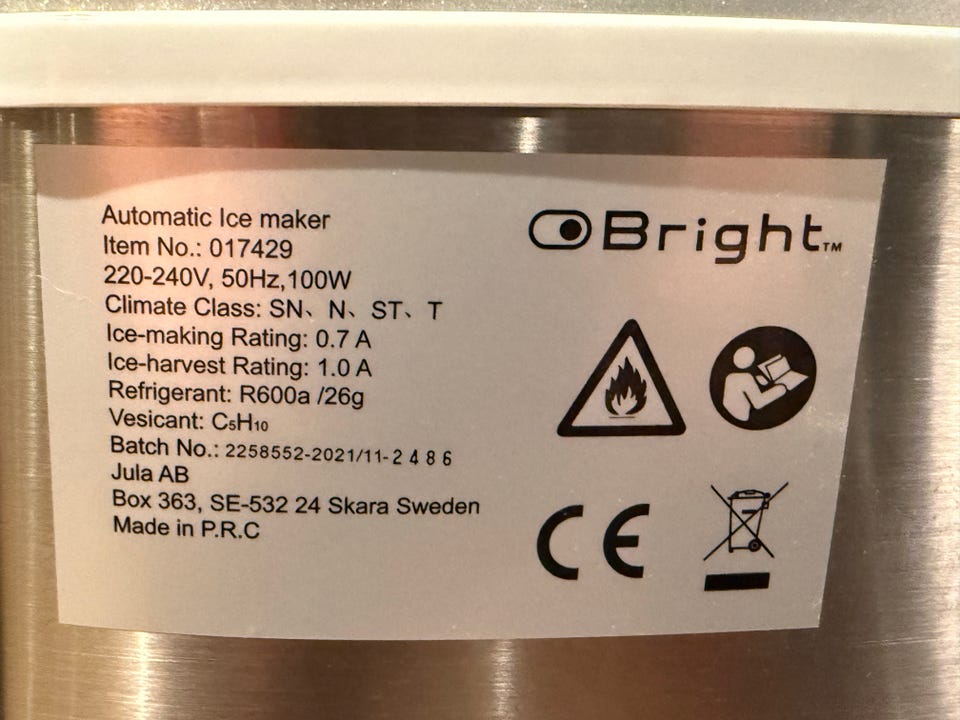 Automatic Ice maker
Item No.: 017429
220-240V, 50Hz,100W
Climate Class: SN、N、ST、T
Ice-making Rating: 0.7 A
Ice-harvest Rating: 1.0 A
Refrigerant: R600a /26g
Vesicant: C₅H₁₀
Batch No.: 2258552-2021/11-2 4 8 6
Jula AB
Box 363, SE-532 24 Skara Sweden
Made in P.R.C
Bright™
CE